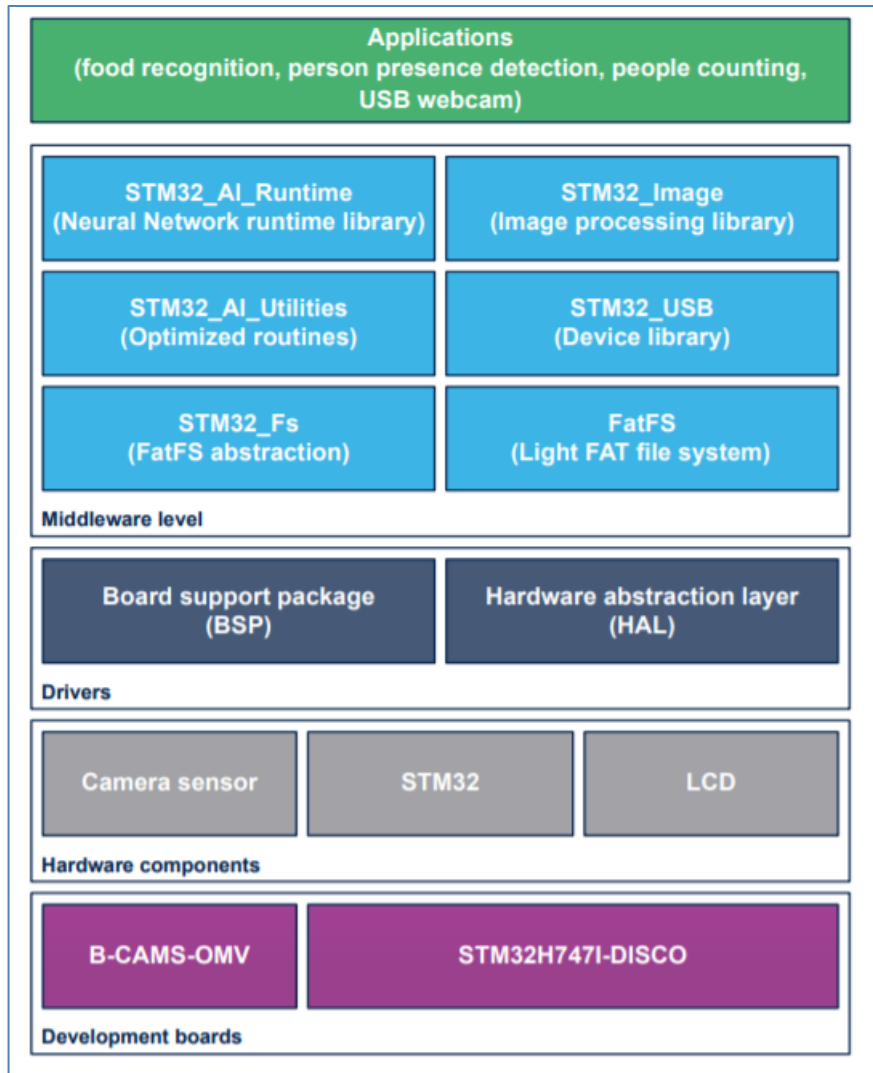 Applications
(food recognition, person presence detection, people counting,
USB webcam)
STM32_AI_Runtime
(Neural Network runtime library)
STM32_Image
(Image processing library)
STM32_AI_Utilities
(Optimized routines)
STM32_USB
(Device library)
STM32_Fs
(FatFS abstraction)
FatFS
(Light FAT file system)
Middleware level
Board support package
(BSP)
Hardware abstraction layer
(HAL)
Drivers
Camera sensor
STM32
LCD
Hardware components
B-CAMS-OMV
STM32H747I-DISCO
Development boards